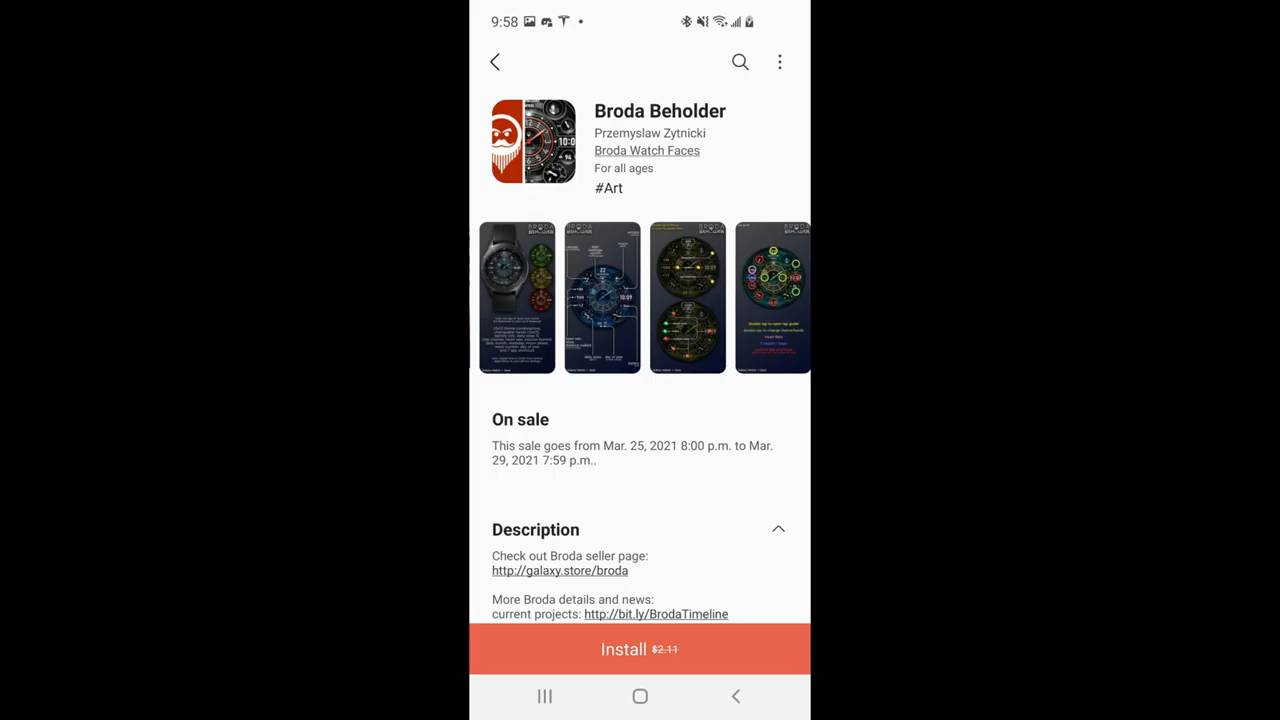 9:58
Broda Beholder
Przemyslaw Zytnicki
Broda Watch Faces
For all ages
#Art
On sale
This sale goes from Mar. 25, 2021 8:00 p.m. to Mar.
29, 2021 7:59 p.m..
Description
Check out Broda seller page:
http://galaxy.store/broda
More Broda details and news:
current projects: http://bit.ly/BrodaTimeline
Install $2.11